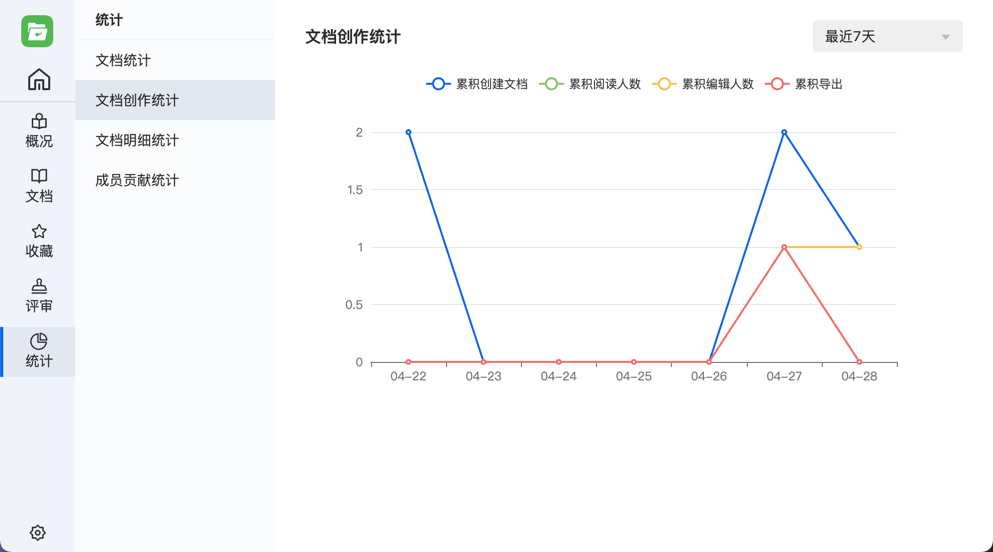 统计
文档统计
文档创作统计
文档明细统计
成员贡献统计
概况
文档
收藏
评审
统计
文档创作统计
最近7天
累积创建文档 累积阅读人数 累积编辑人数 累积导出
2
1.5
1
0.5
0
04-22 04-23 04-24 04-25 04-26 04-27 04-28